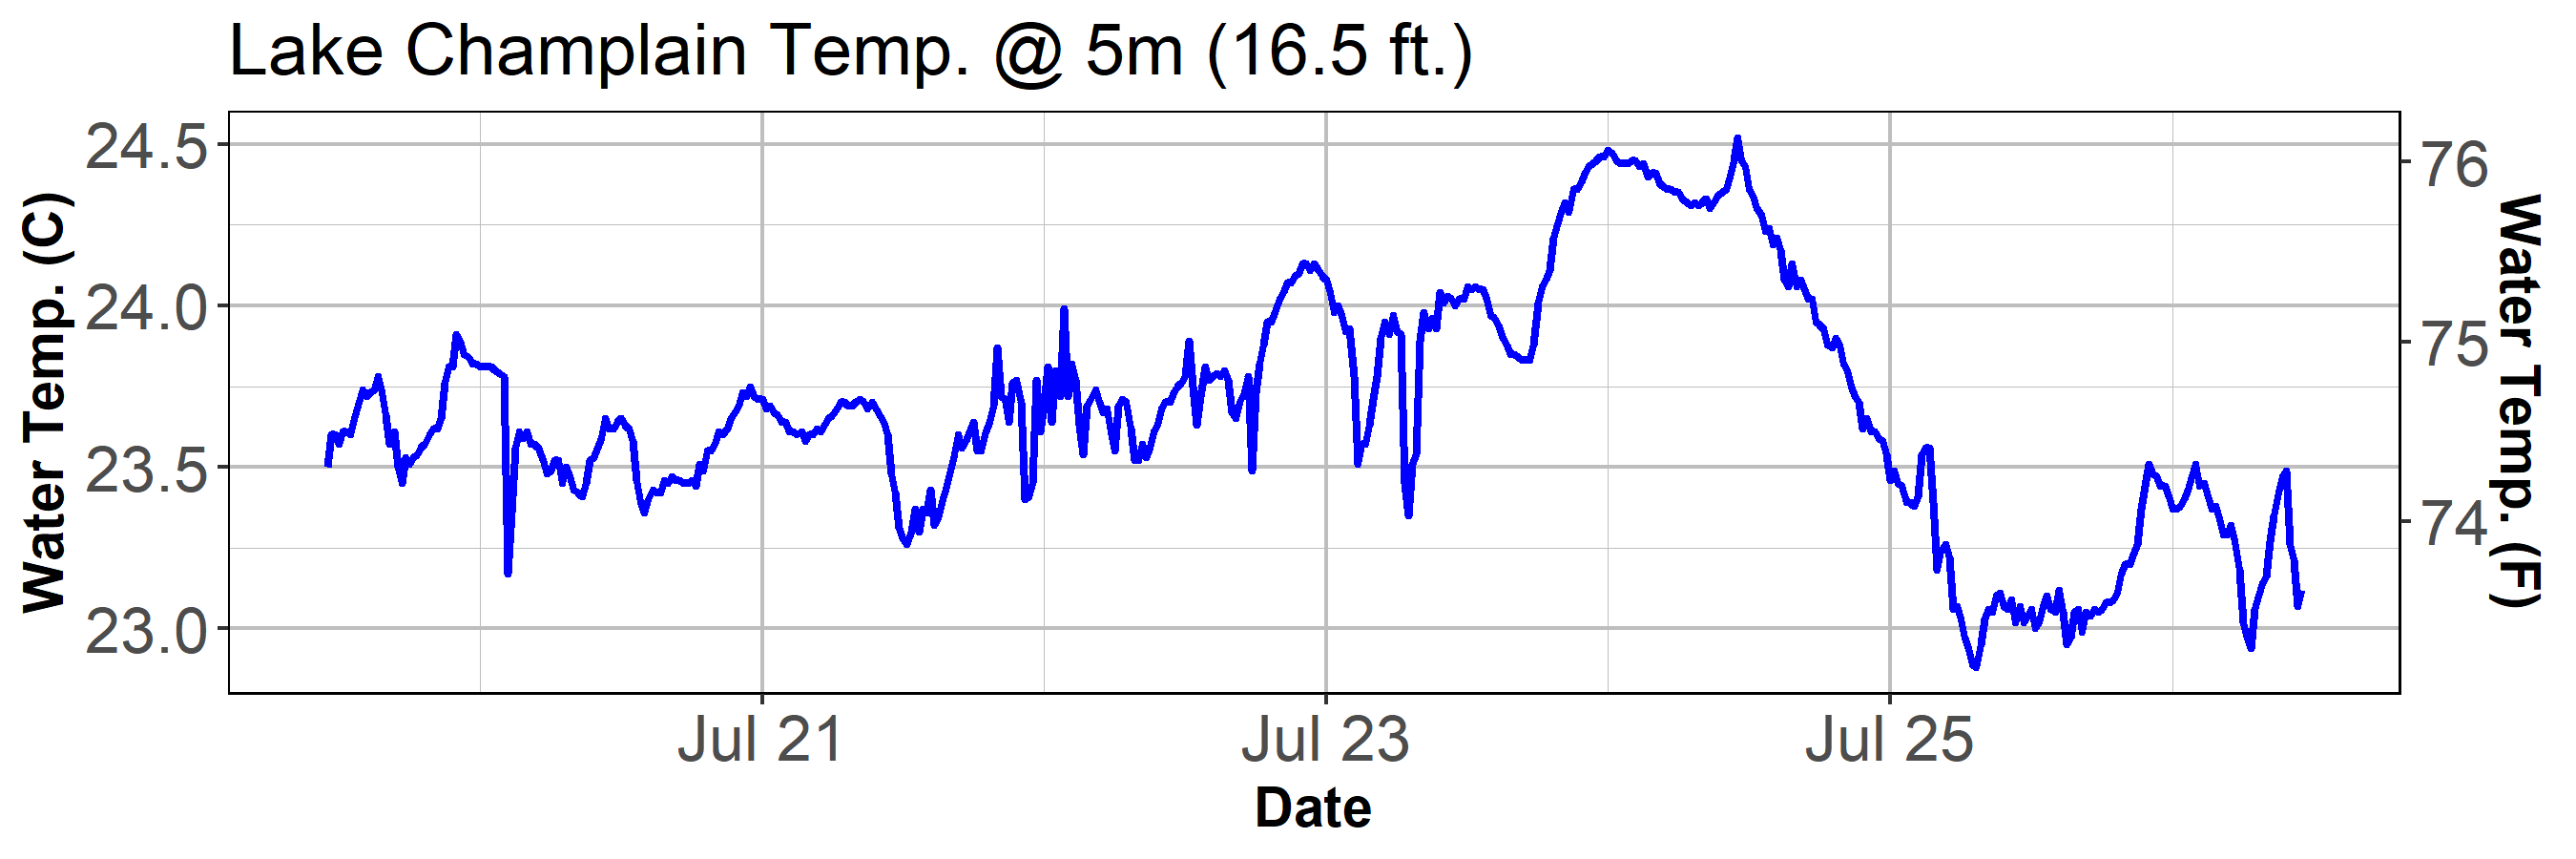 Lake Champlain Temp. @ 5m (16.5 ft.)
Water Temp. (C)
24.5
24.0
23.5
23.0
76
75
74
Water Temp. (F)
Jul 21 Jul 23 Jul 25
Date